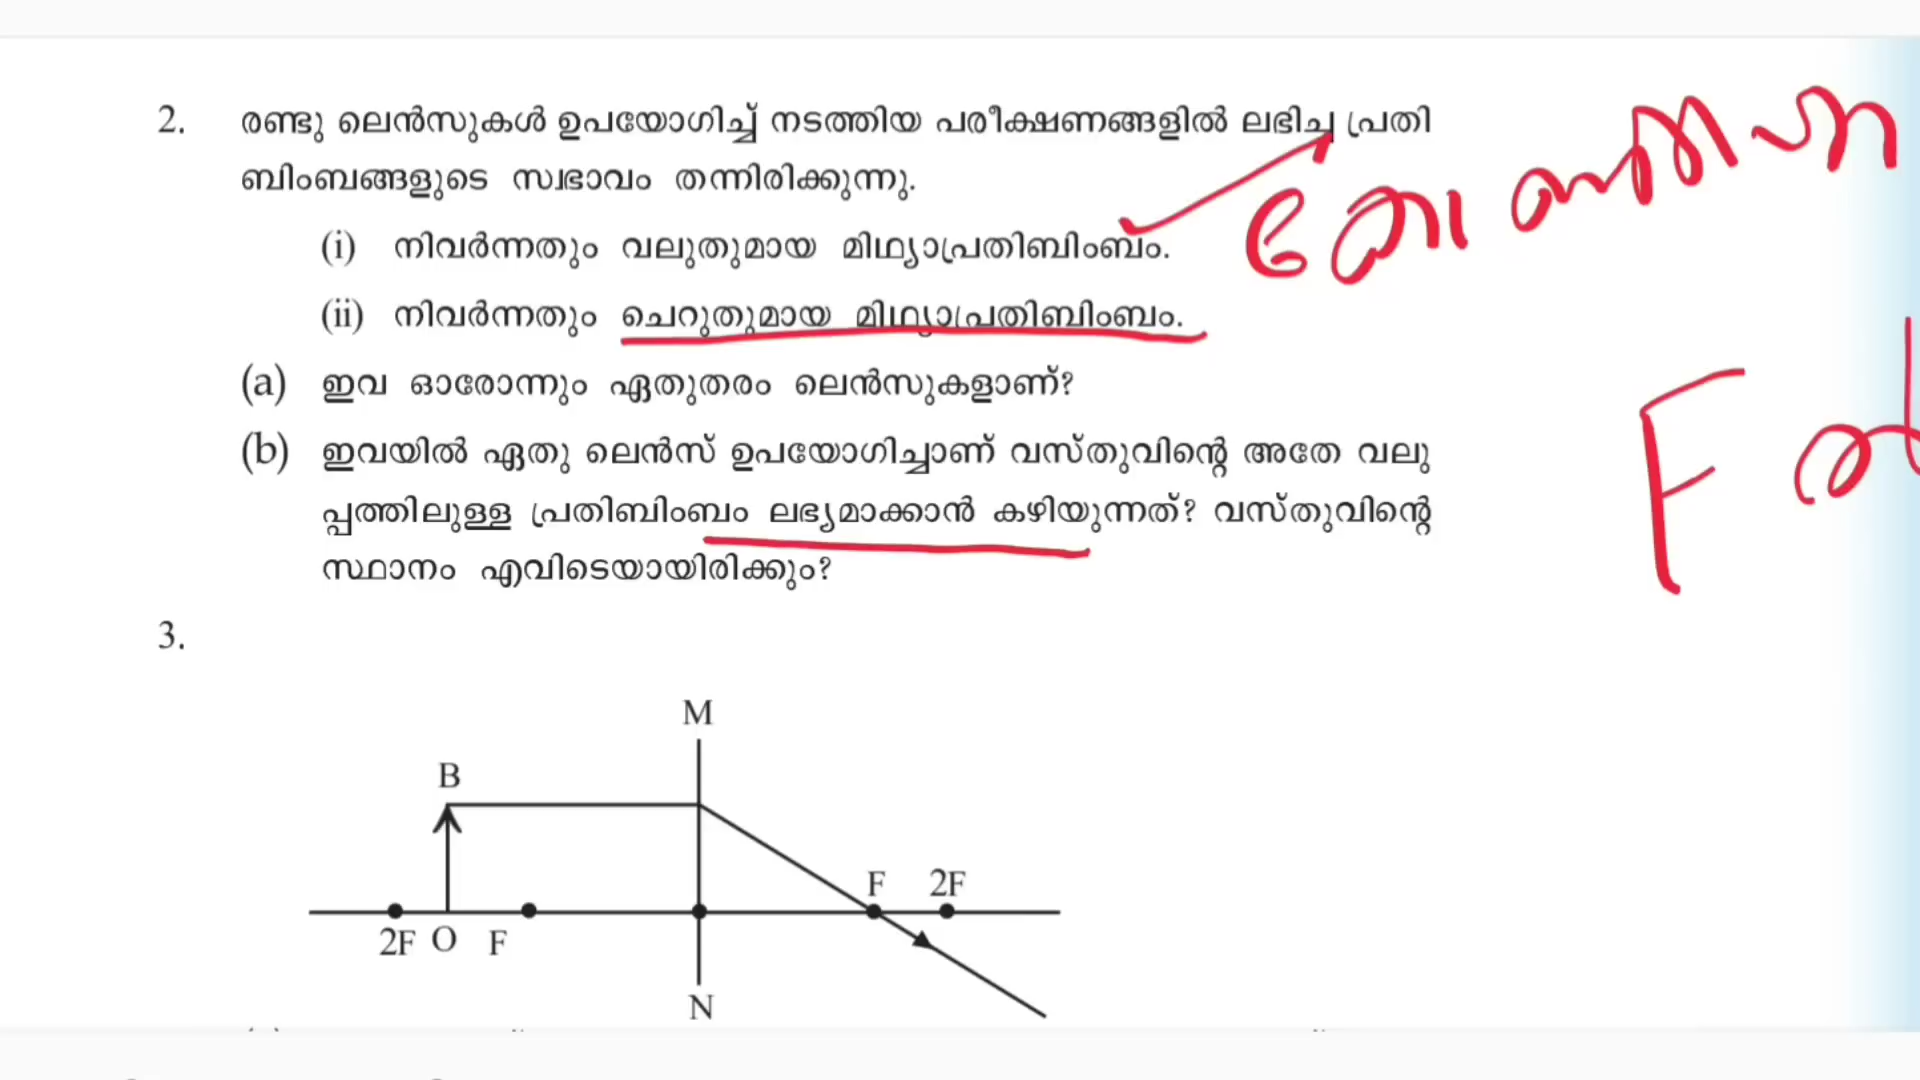 2. രണ്ടു ലെൻസുകൾ ഉപയോഗിച്ച് നടത്തിയ പരീക്ഷണങ്ങളിൽ ലഭിച്ച പ്രതി
ബിംബങ്ങളുടെ സ്വഭാവം തന്നിരിക്കുന്നു.
(i) നിവർന്നതും വലുതുമായ മിഥ്യാപ്രതിബിംബം.
(ii) നിവർന്നതും ചെറുതുമായ മിഥ്യാപ്രതിബിംബം.
(a) ഇവ ഓരോന്നും ഏതുതരം ലെൻസുകളാണ്?
(b) ഇവയിൽ ഏതു ലെൻസ് ഉപയോഗിച്ചാണ് വസ്തുവിന്റെ അതേ വലു
പ്പത്തിലുള്ള പ്രതിബിംബം ലഭ്യമാക്കാൻ കഴിയുന്നത്? വസ്തുവിന്റെ
സ്ഥാനം എവിടെയായിരിക്കും?
3.
M
B
F 2F
2F O F
N
F